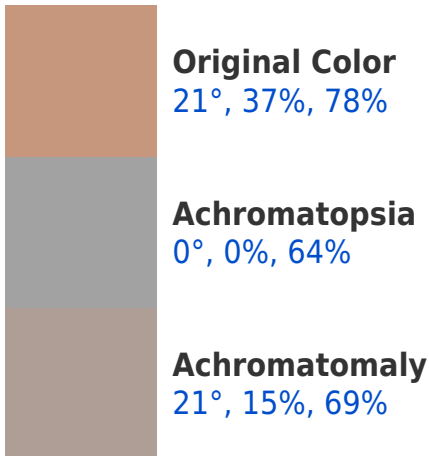 Original Color
21°, 37%, 78%
Achromatopsia
0°, 0%, 64%
Achromatomaly
21°, 15%, 69%